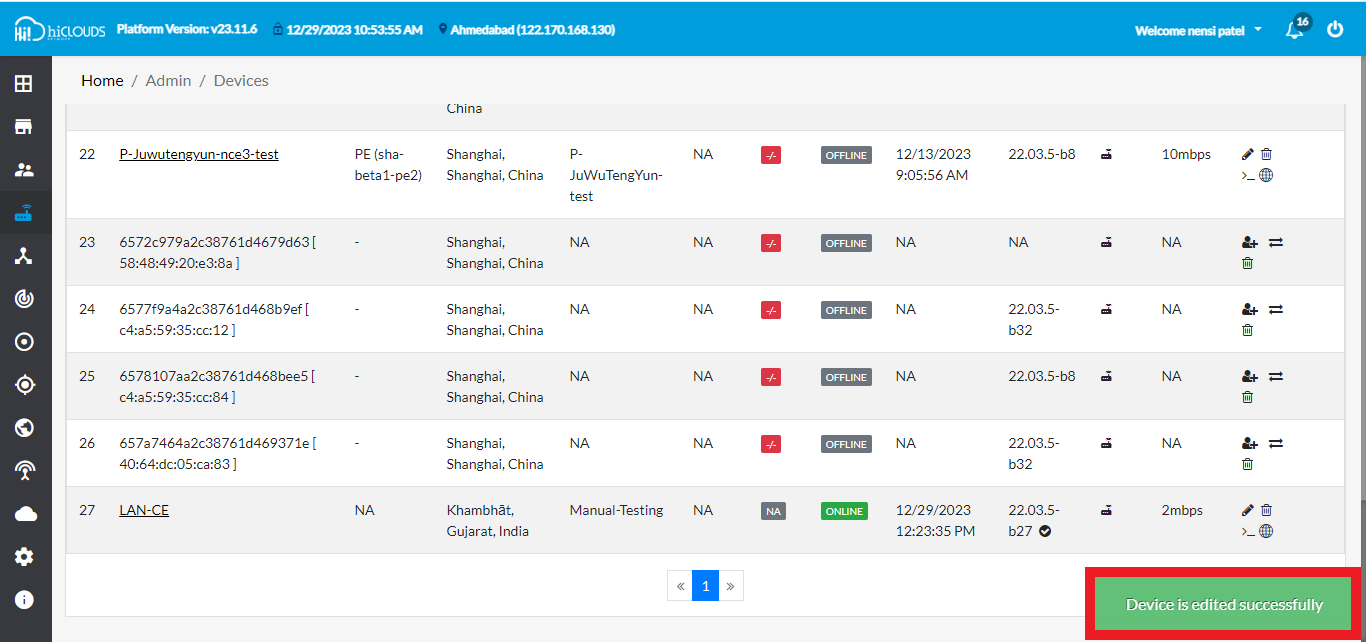 Hi! hiCLOUDS
NETWORK
Platform Version: v23.11.6
12/29/2023 10:53:55 AM
Ahmedabad (122.170.168.130)
Welcome nensi patel
16
Home / Admin / Devices
China
22 P-Juwutengyun-nce3-test PE (sha- Shanghai, P- NA -/- OFFLINE 12/13/2023 22.03.5-b8 10mbps
beta1-pe2) Shanghai, China JuWuTengYun- 9:05:56 AM
test
23 6572c979a2c38761d4679d63 [ - Shanghai, NA NA -/- OFFLINE NA NA NA
58:48:49:20:e3:8a ] Shanghai, China
24 6577f9a4a2c38761d468b9ef [ - Shanghai, NA NA -/- OFFLINE NA 22.03.5- NA
c4:a5:59:35:cc:12 ] Shanghai, China b32
25 6578107aa2c38761d468bee5 [ - Shanghai, NA NA -/- OFFLINE NA 22.03.5-b8 NA
c4:a5:59:35:cc:84 ] Shanghai, China
26 657a7464a2c38761d469371e [ - Shanghai, NA NA -/- OFFLINE NA 22.03.5- NA
40:64:dc:05:ca:83 ] Shanghai, China b32
27 LAN-CE NA Khambhāt, Manual-Testing NA NA ONLINE 12/29/2023 22.03.5- 2mbps
Gujarat, India 12:23:35 PM b27
« 1 »
Device is edited successfully